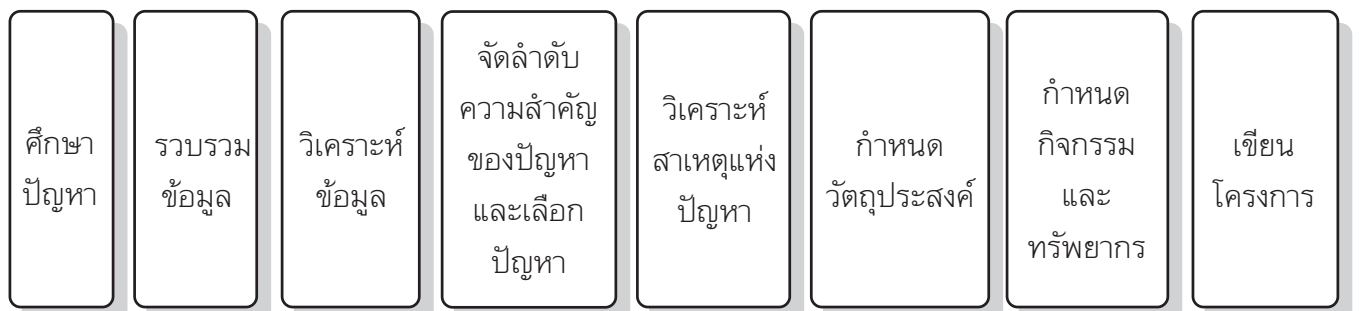 ศึกษา
ปัญหา
รวบรวม
ข้อมูล
วิเคราะห์
ข้อมูล
จัดลำดับ
ความสำคัญ
ของปัญหา
และเลือก
ปัญหา
วิเคราะห์
สาเหตุแห่ง
ปัญหา
กำหนด
วัตถุประสงค์
กำหนด
กิจกรรม
และ
ทรัพยากร
เขียน
โครงการ